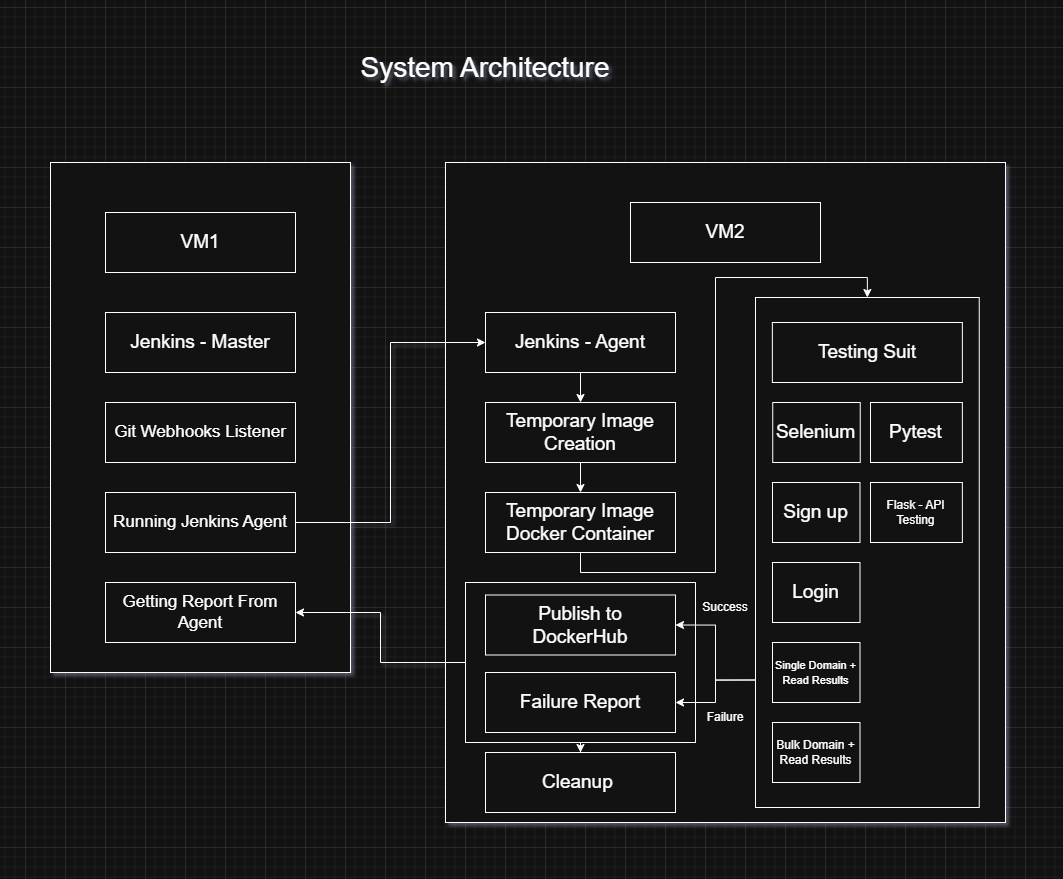 System Architecture
VM1
Jenkins - Master
Git Webhooks Listener
Running Jenkins Agent
Getting Report From
Agent
VM2
Jenkins - Agent
Temporary Image
Creation
Temporary Image
Docker Container
Publish to
DockerHub
Failure Report
Cleanup
Success
Failure
Testing Suit
Selenium
Pytest
Sign up
Flask - API
Testing
Login
Single Domain +
Read Results
Bulk Domain +
Read Results